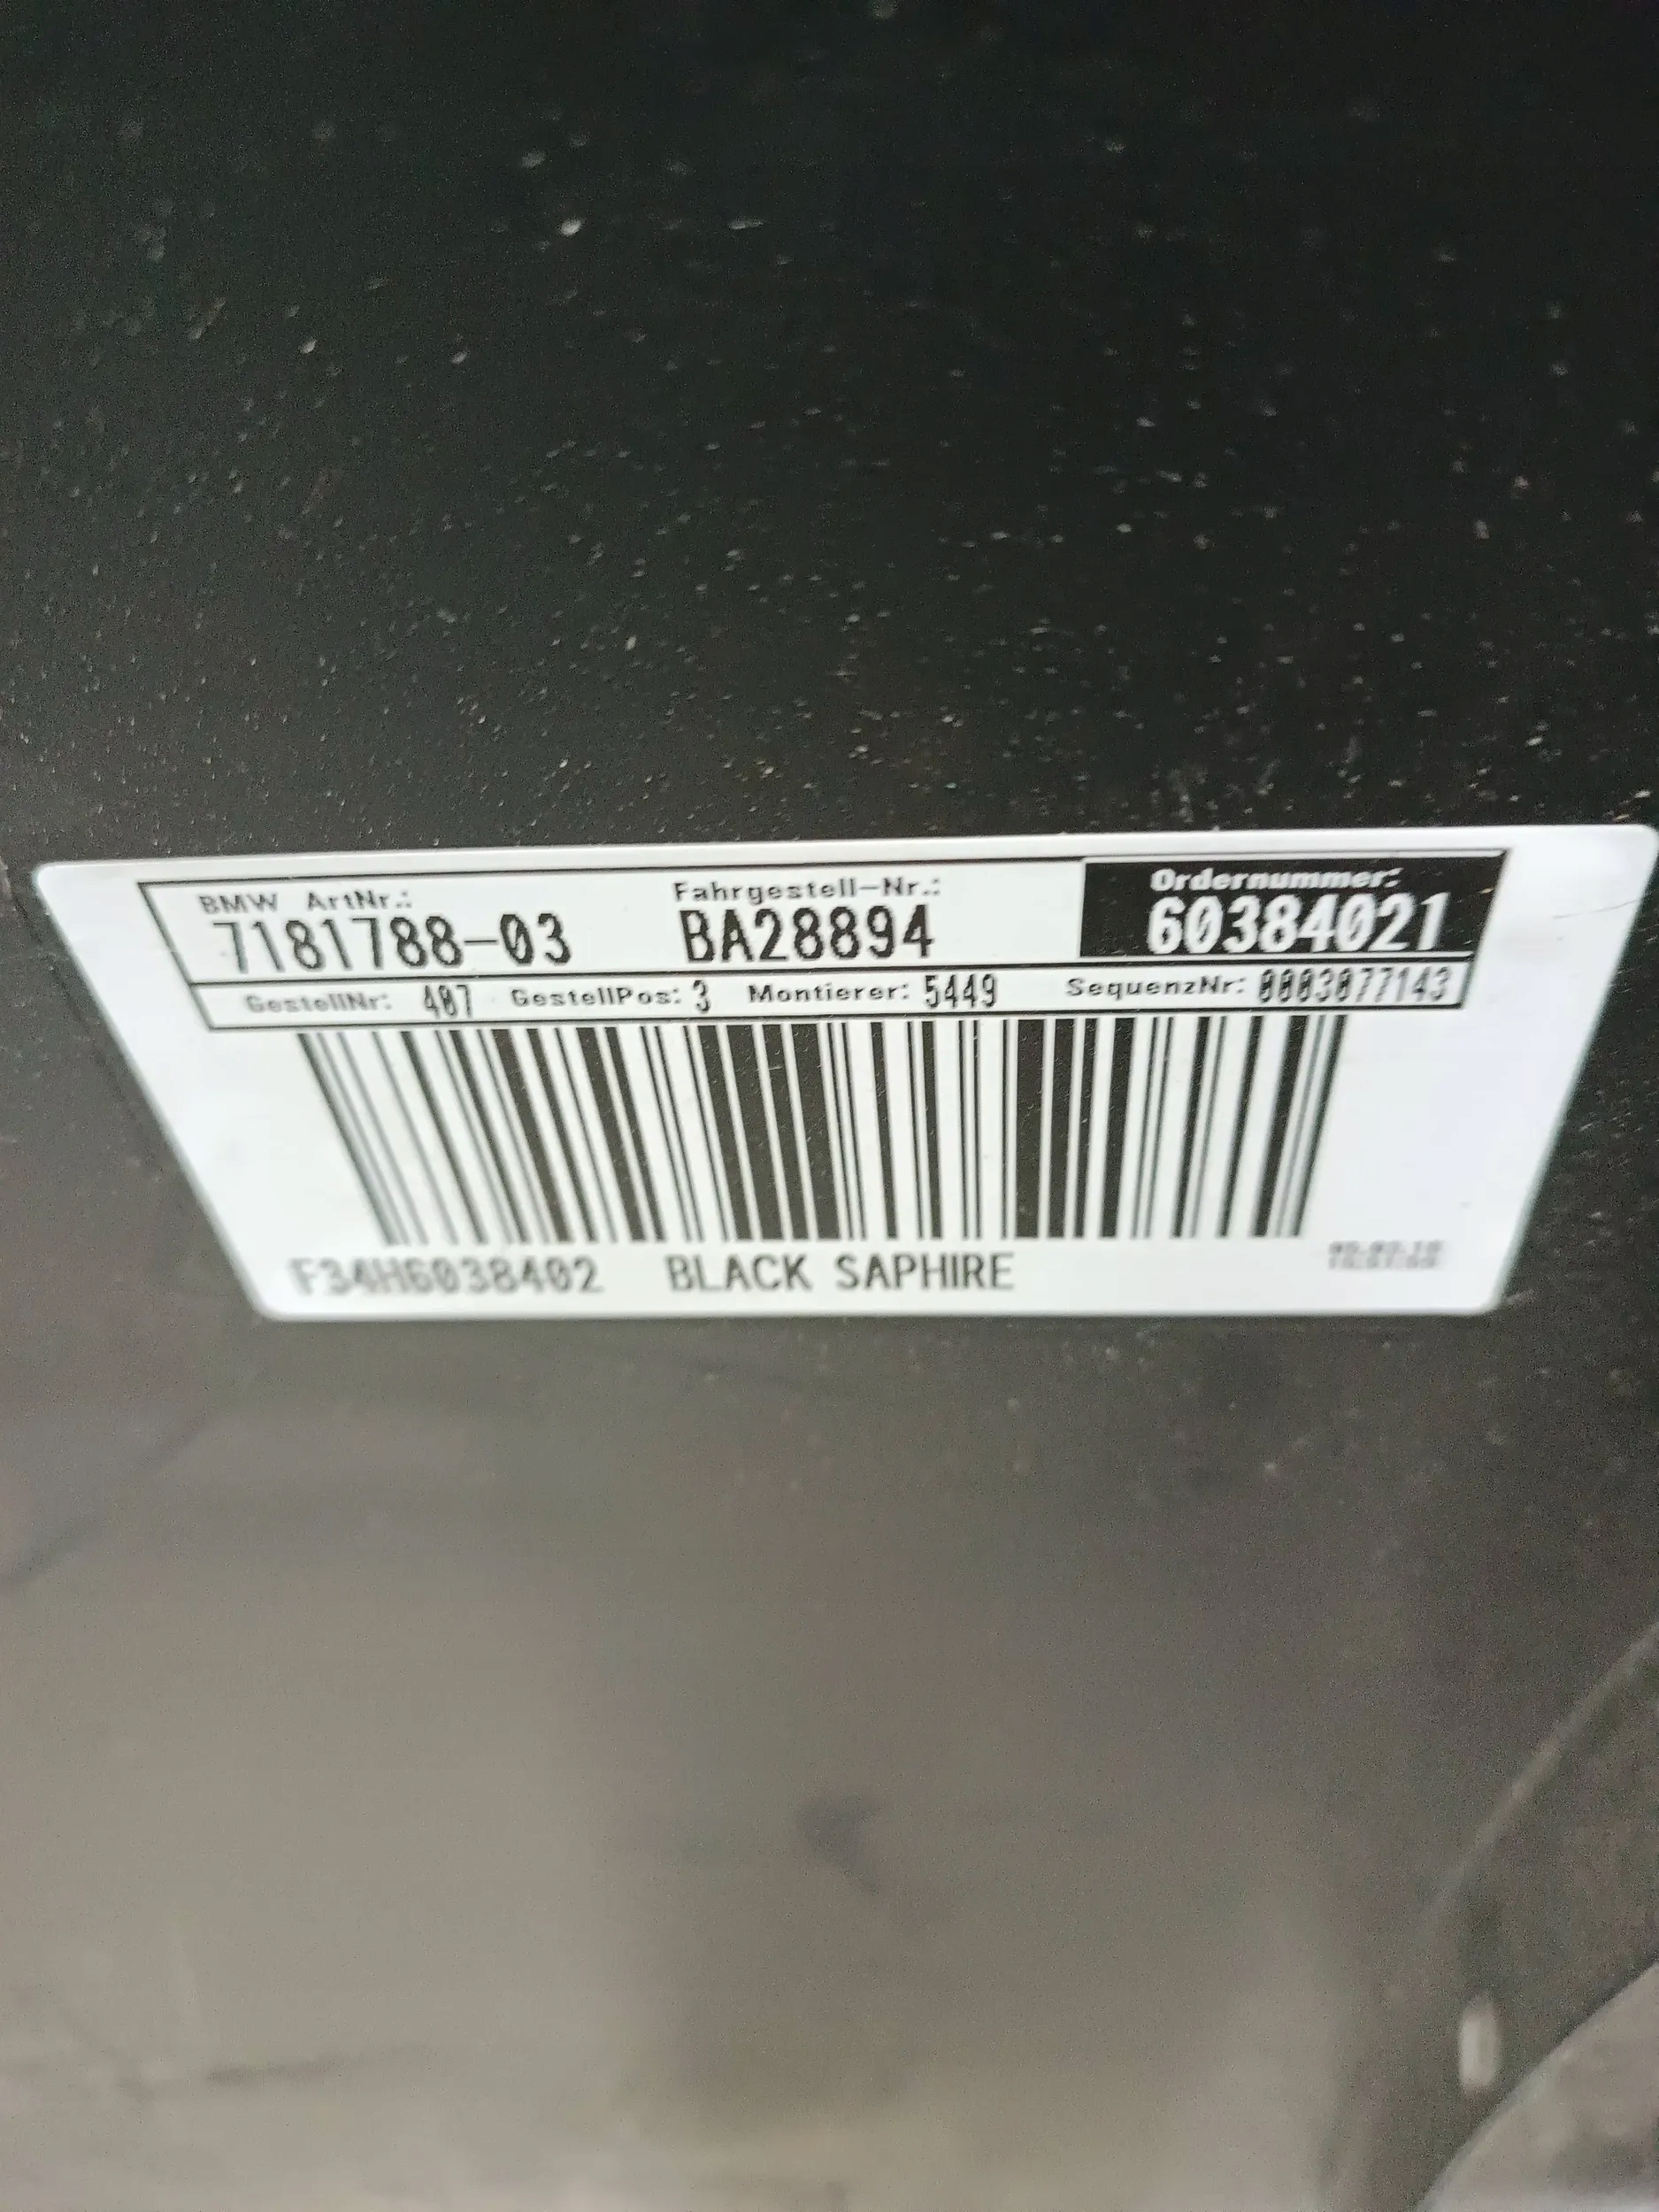 BMW ArtNr.: Fahrgestell-Nr.: Ordernummer:
7181788-03 BA28894 60384021
GestellNr: 407 GestellPos: 3 Montierer: 5449 SequenzNr: 0003077143
F34H6038402 BLACK SAPHIRE